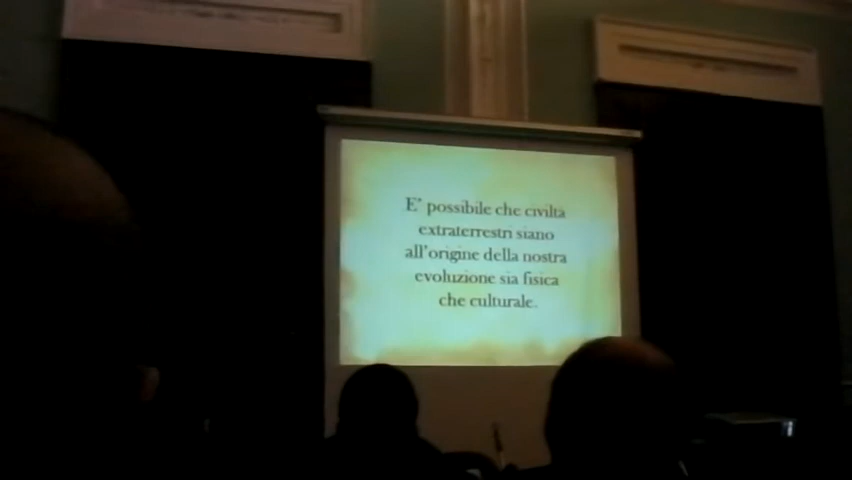 E' possibile che civiltà
extraterrestri siano
all'origine della nostra
evoluzione sia fisica
che culturale.